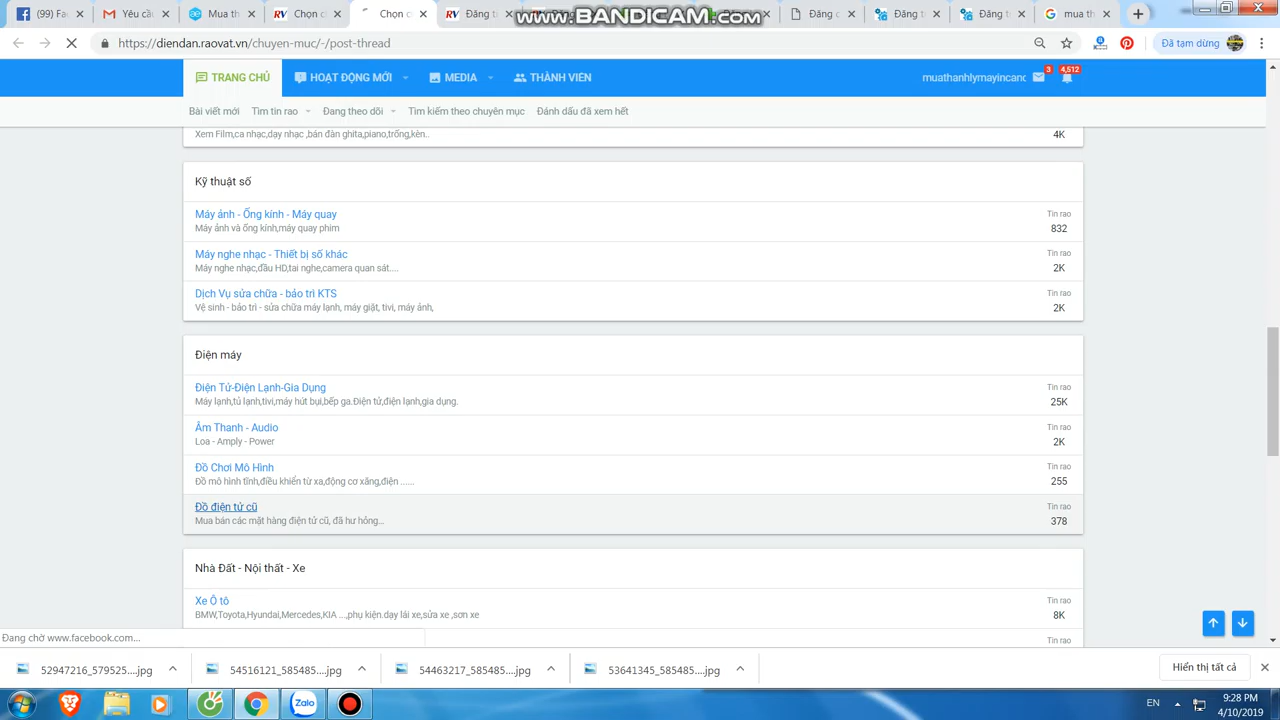 www.BANDICAM.com
(99) Fa
Yêu cầ
Mua th
Chọn c
Chọn c
Đăng tu
Đăng t
Đăng t
mua th
https://diendan.raovat.vn/chuyen-muc/-/post-thread
Đã tạm dừng
TRANG CHỦ HOẠT ĐỘNG MỚI MEDIA THÀNH VIÊN
muathanhlymayincano 3 4,512
Bài viết mới Tìm tin rao Đang theo dõi Tìm kiếm theo chuyên mục Đánh dấu đã xem hết
Xem Film,ca nhạc,dạy nhạc ,bán đàn ghita,piano,trống,kèn.. 4K
Kỹ thuật số
Máy ảnh - Ống kính - Máy quay Tin rao
Máy ảnh và ống kính,máy quay phim 832
Máy nghe nhạc - Thiết bị số khác Tin rao
Máy nghe nhạc,đầu HD,tai nghe,camera quan sát.... 2K
Dịch Vụ sửa chữa - bảo trì KTS Tin rao
Vệ sinh - bảo trì - sửa chữa máy lạnh, máy giặt, tivi, máy ảnh, 2K
Điện máy
Điện Tử-Điện Lạnh-Gia Dụng Tin rao
Máy lạnh,tủ lạnh,tivi,máy hút bụi,bếp ga.Điện tử,điện lạnh,gia dụng. 25K
Âm Thanh - Audio Tin rao
Loa - Amply - Power 2K
Đồ Chơi Mô Hình Tin rao
Đồ mô hình tĩnh,điều khiển từ xa,động cơ xăng,điện ...... 255
Đồ điện tử cũ Tin rao
Mua bán các mặt hàng điện tử cũ, đã hư hỏng... 378
Nhà Đất - Nội thất - Xe
Xe Ô tô Tin rao
BMW,Toyota,Hyundai,Mercedes,KIA ...,phụ kiện.dạy lái xe,sửa xe ,sơn xe 8K
Tin rao
Đang chờ www.facebook.com...
52947216_579525....jpg 54516121_585485....jpg 54463217_585485....jpg 53641345_585485....jpg Hiển thị tất cả
Zalo
EN 9:28 PM
4/10/2019